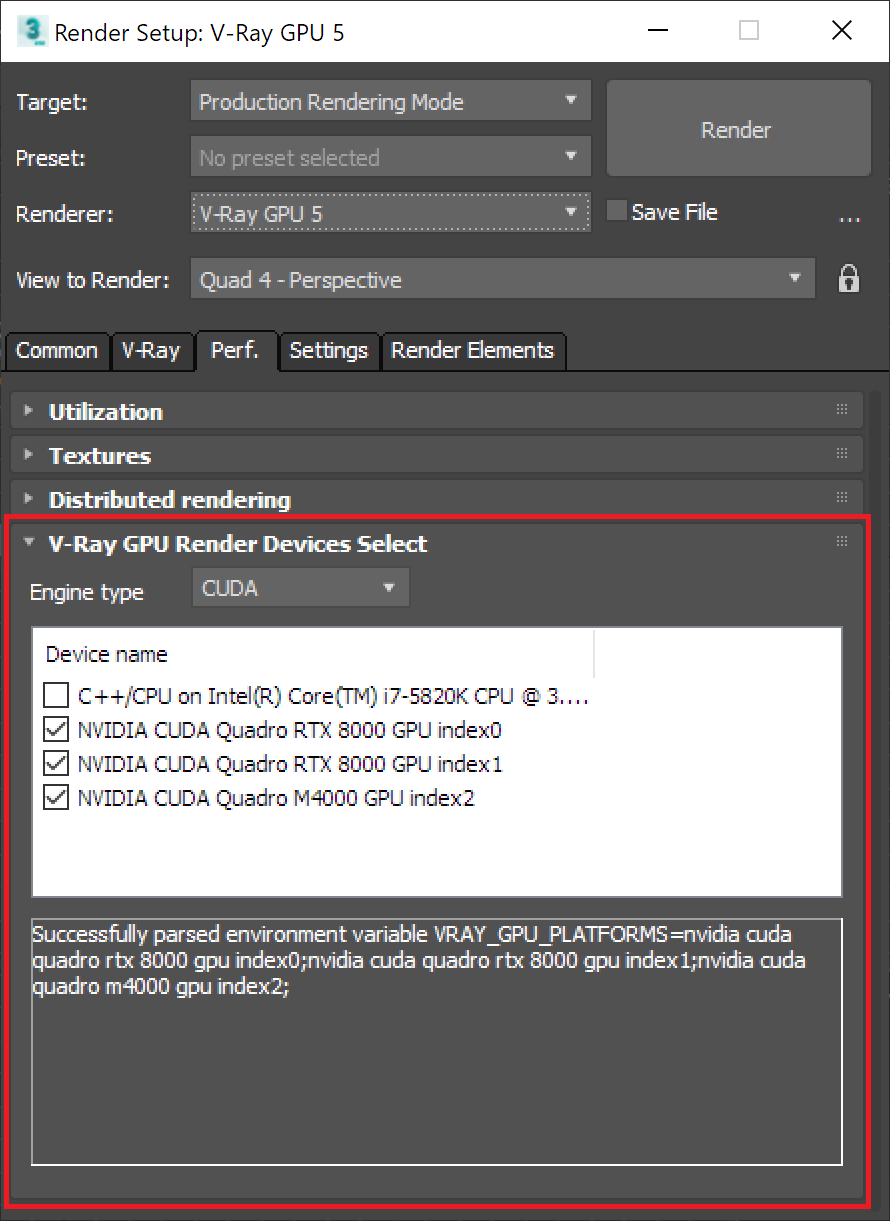 Render Setup: V-Ray GPU 5
Target:
Production Rendering Mode
Render
Preset:
No preset selected
Renderer:
V-Ray GPU 5
Save File
...
View to Render:
Quad 4 - Perspective
Common
V-Ray
Perf.
Settings
Render Elements
Utilization
Textures
Distributed rendering
V-Ray GPU Render Devices Select
Engine type
CUDA
Device name
C++/CPU on Intel(R) Core(TM) i7-5820K CPU @ 3....
NVIDIA CUDA Quadro RTX 8000 GPU index0
NVIDIA CUDA Quadro RTX 8000 GPU index1
NVIDIA CUDA Quadro M4000 GPU index2
Successfully parsed environment variable VRAY_GPU_PLATFORMS=nvidia cuda
quadro rtx 8000 gpu index0;nvidia cuda quadro rtx 8000 gpu index1;nvidia cuda
quadro m4000 gpu index2;